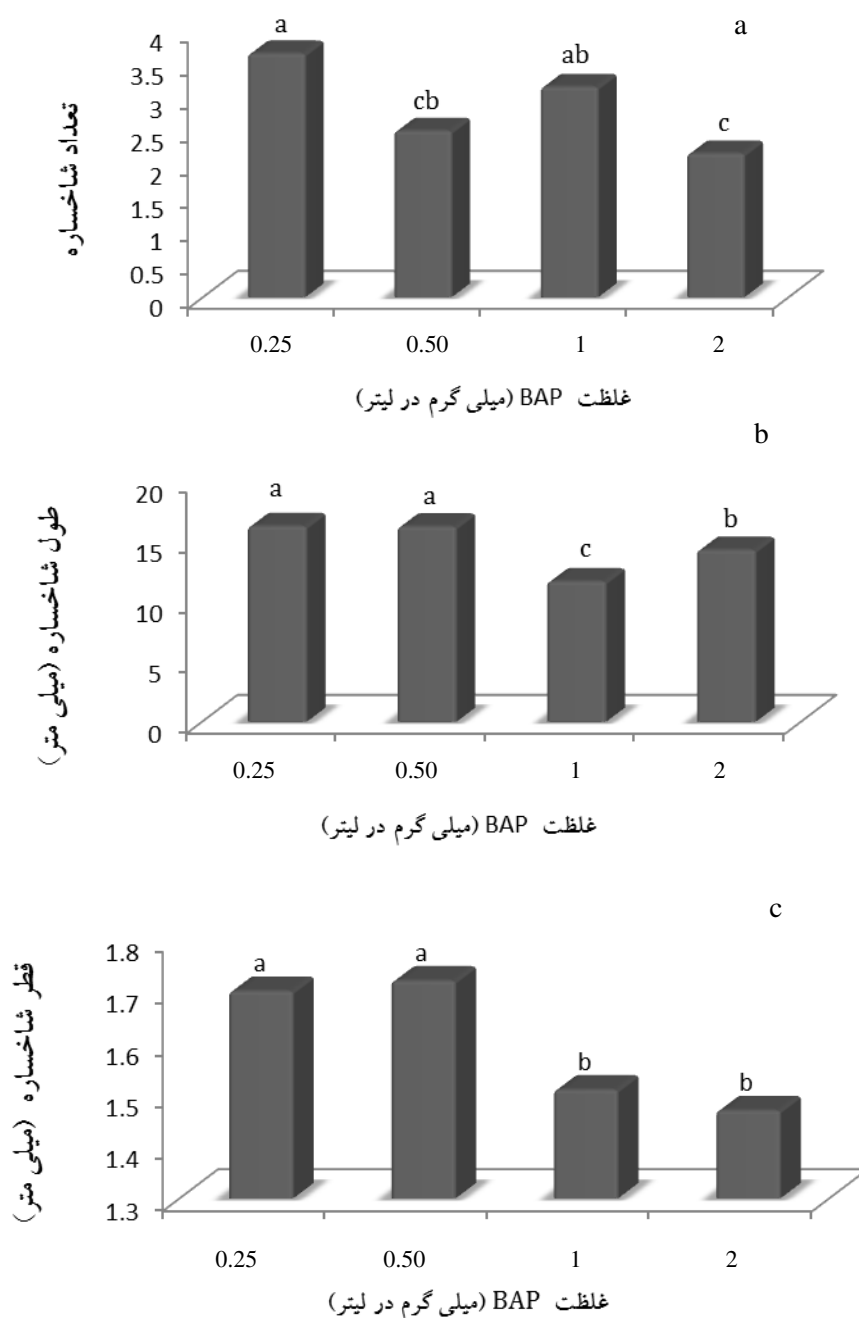 a
تعداد شاخساره
4
3.5
3
2.5
2
1.5
1
0.5
0
a
cb
ab
c
0.25 0.50 1 2
غلظت BAP (میلی گرم در لیتر)
b
طول شاخساره (میلی متر)
20
15
10
5
0
a
a
c
b
0.25 0.50 1 2
غلظت BAP (میلی گرم در لیتر)
c
قطر شاخساره (میلی متر)
1.8
1.7
1.6
1.5
1.4
1.3
a
a
b
b
0.25 0.50 1 2
غلظت BAP (میلی گرم در لیتر)